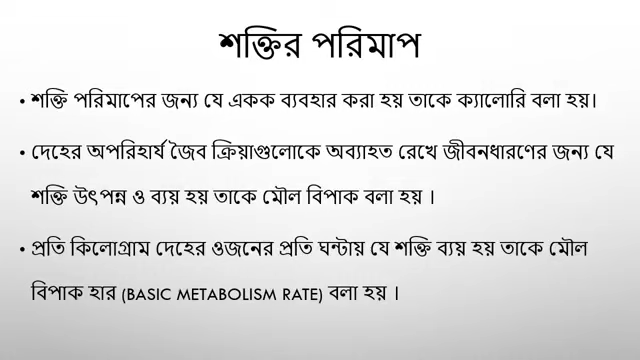 শক্তির পরিমাপ
• শক্তি পরিমাপের জন্য যে একক ব্যবহার করা হয় তাকে ক্যালোরি বলা হয়।
• দেহের অপরিহার্য জৈব ক্রিয়াগুলোকে অব্যাহত রেখে জীবনধারণের জন্য যে
শক্তি উৎপন্ন ও ব্যয় হয় তাকে মৌল বিপাক বলা হয় ।
• প্রতি কিলোগ্রাম দেহের ওজনের প্রতি ঘন্টায় যে শক্তি ব্যয় হয় তাকে মৌল
বিপাক হার (BASIC METABOLISM RATE) বলা হয় ।